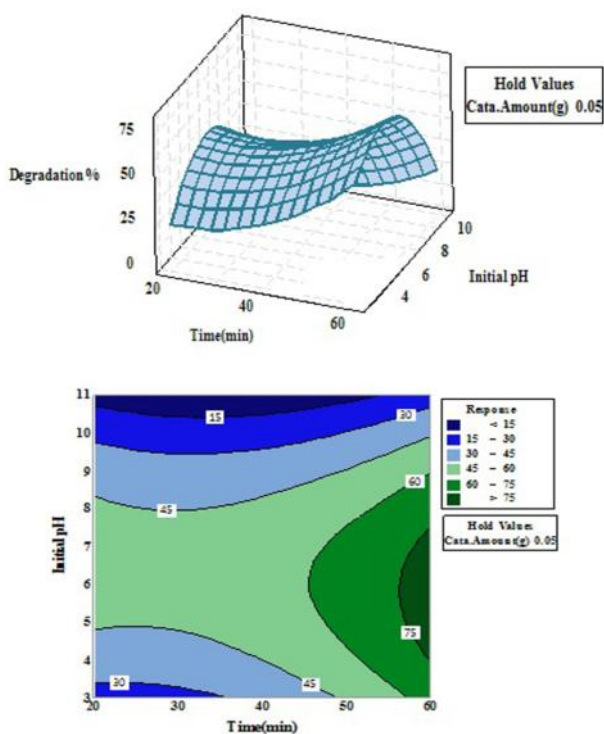 Hold Values
Cata.Amount(g) 0.05
75
50
25
0
Degradation %
20
40
60
Time(min)
4
6
8
10
Initial pH
11
10
9
8
7
6
5
4
3
Initial pH
15
30
45
60
75
45
30
20
30
40
50
60
Time(min)
Response
< 15
15 – 30
30 – 45
45 – 60
60 – 75
> 75
Hold Values
Cata.Amount(g) 0.05